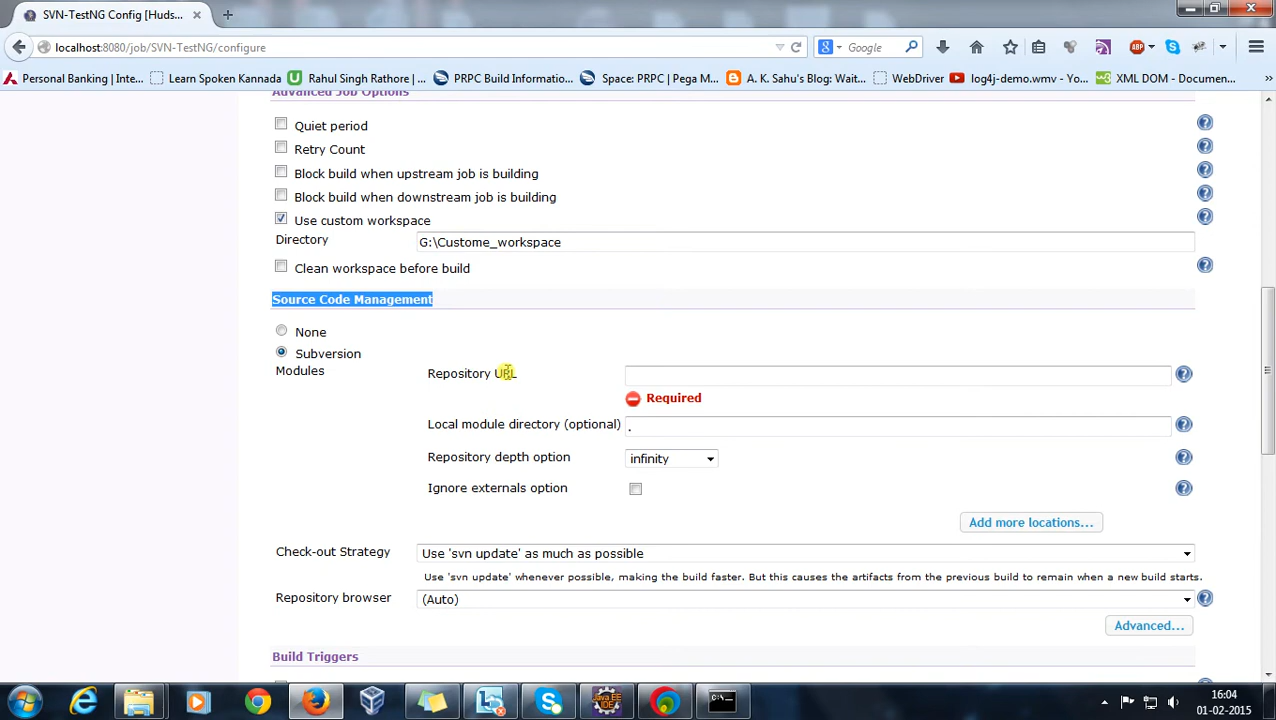 SVN-TestNG Config [Huds...
localhost:8080/job/SVN-TestNG/configure
Google
ABP
Personal Banking | Inte...
Learn Spoken Kannada
Rahul Singh Rathore | ...
PRPC Build Informatio...
Space: PRPC | Pega M...
A. K. Sahu's Blog: Wait...
WebDriver
log4j-demo.wmv - Yo...
XML DOM - Documen...
Advanced Job Options
Quiet period
Retry Count
Block build when upstream job is building
Block build when downstream job is building
Use custom workspace
Directory G:\Custome_workspace
Clean workspace before build
Source Code Management
None
Subversion
Modules
Repository URL
Required
Local module directory (optional) .
Repository depth option infinity
Ignore externals option
Add more locations...
Check-out Strategy Use 'svn update' as much as possible
Use 'svn update' whenever possible, making the build faster. But this causes the artifacts from the previous build to remain when a new build starts.
Repository browser (Auto)
Advanced...
Build Triggers
Java EE
IDE
C:\
16:04
01-02-2015